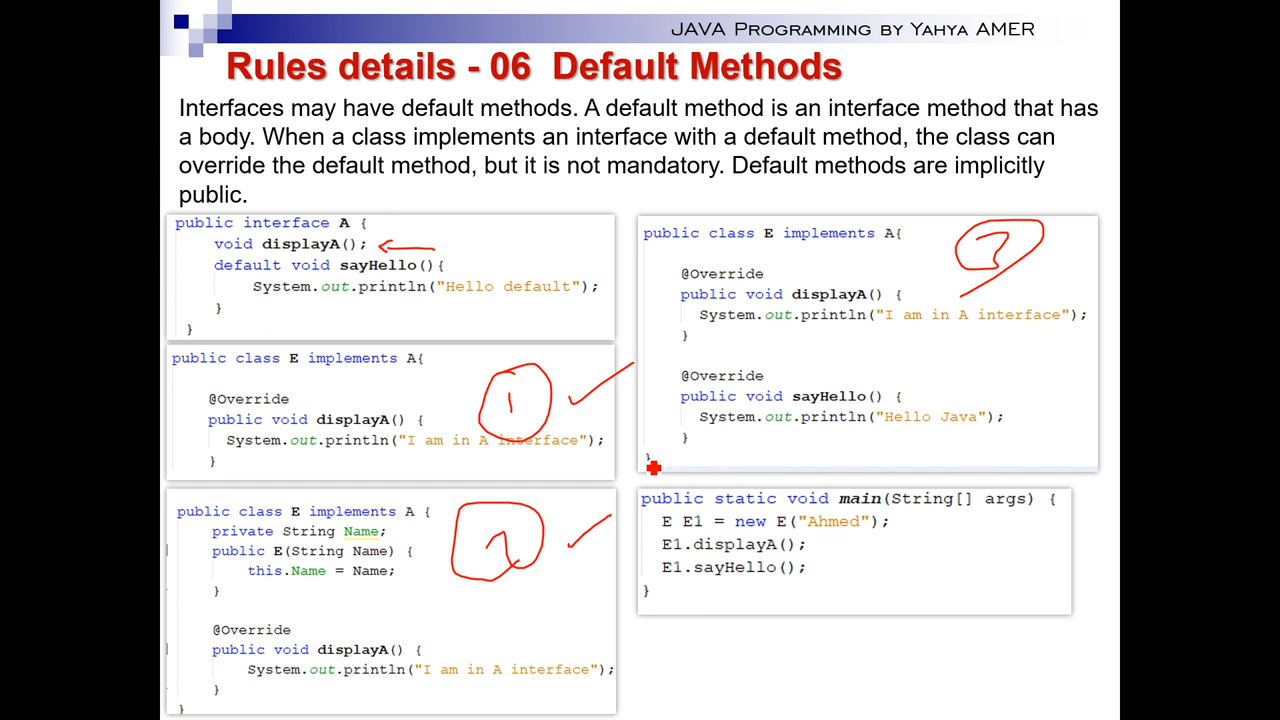 JAVA Programming by Yahya AMER
Rules details - 06 Default Methods
Interfaces may have default methods. A default method is an interface method that has
a body. When a class implements an interface with a default method, the class can
override the default method, but it is not mandatory. Default methods are implicitly
public.
public interface A {
void displayA();
default void sayHello(){
System.out.println("Hello default");
}
}
public class E implements A{
@Override
public void displayA() {
System.out.println("I am in A interface");
}
1
public class E implements A {
private String Name;
public E(String Name) {
this.Name = Name;
}
@Override
public void displayA() {
System.out.println("I am in A interface");
}
}
2
public class E implements A{
@Override
public void displayA() {
System.out.println("I am in A interface");
}
@Override
public void sayHello() {
System.out.println("Hello Java");
}
}
3
public static void main(String[] args) {
E E1 = new E("Ahmed");
E1.displayA();
E1.sayHello();
}